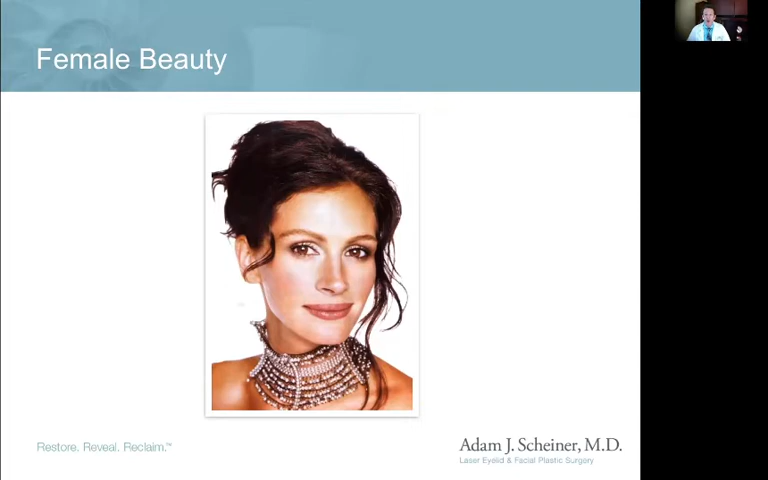 Female Beauty
Restore. Reveal. Reclaim.™
Adam J. Scheiner, M.D.
Laser Eyelid & Facial Plastic Surgery